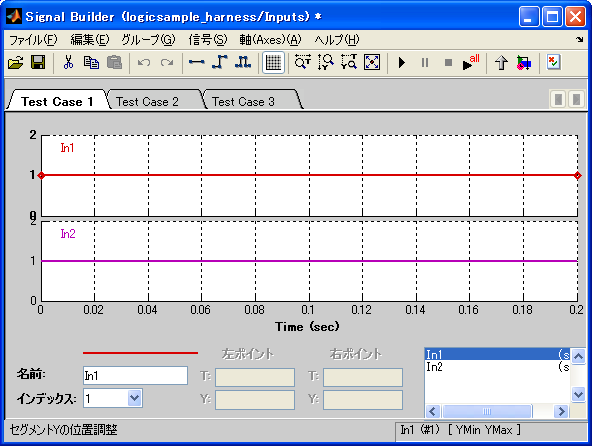 Signal Builder (logicsample_harness/Inputs) *
ファイル(F) 編集(E) グループ(G) 信号(S) 軸(Axes)(A) ヘルプ(H)
all
Test Case 1 Test Case 2 Test Case 3
2
In1
1
0
2
In2
1
0
0 0.02 0.04 0.06 0.08 0.1 0.12 0.14 0.16 0.18 0.2
Time (sec)
左ポイント 右ポイント
名前: In1 T: T:
インデックス: 1 Y: Y:
In1 (s
In2 (s
セグメントYの位置調整 In1 (#1) [ YMin YMax ]